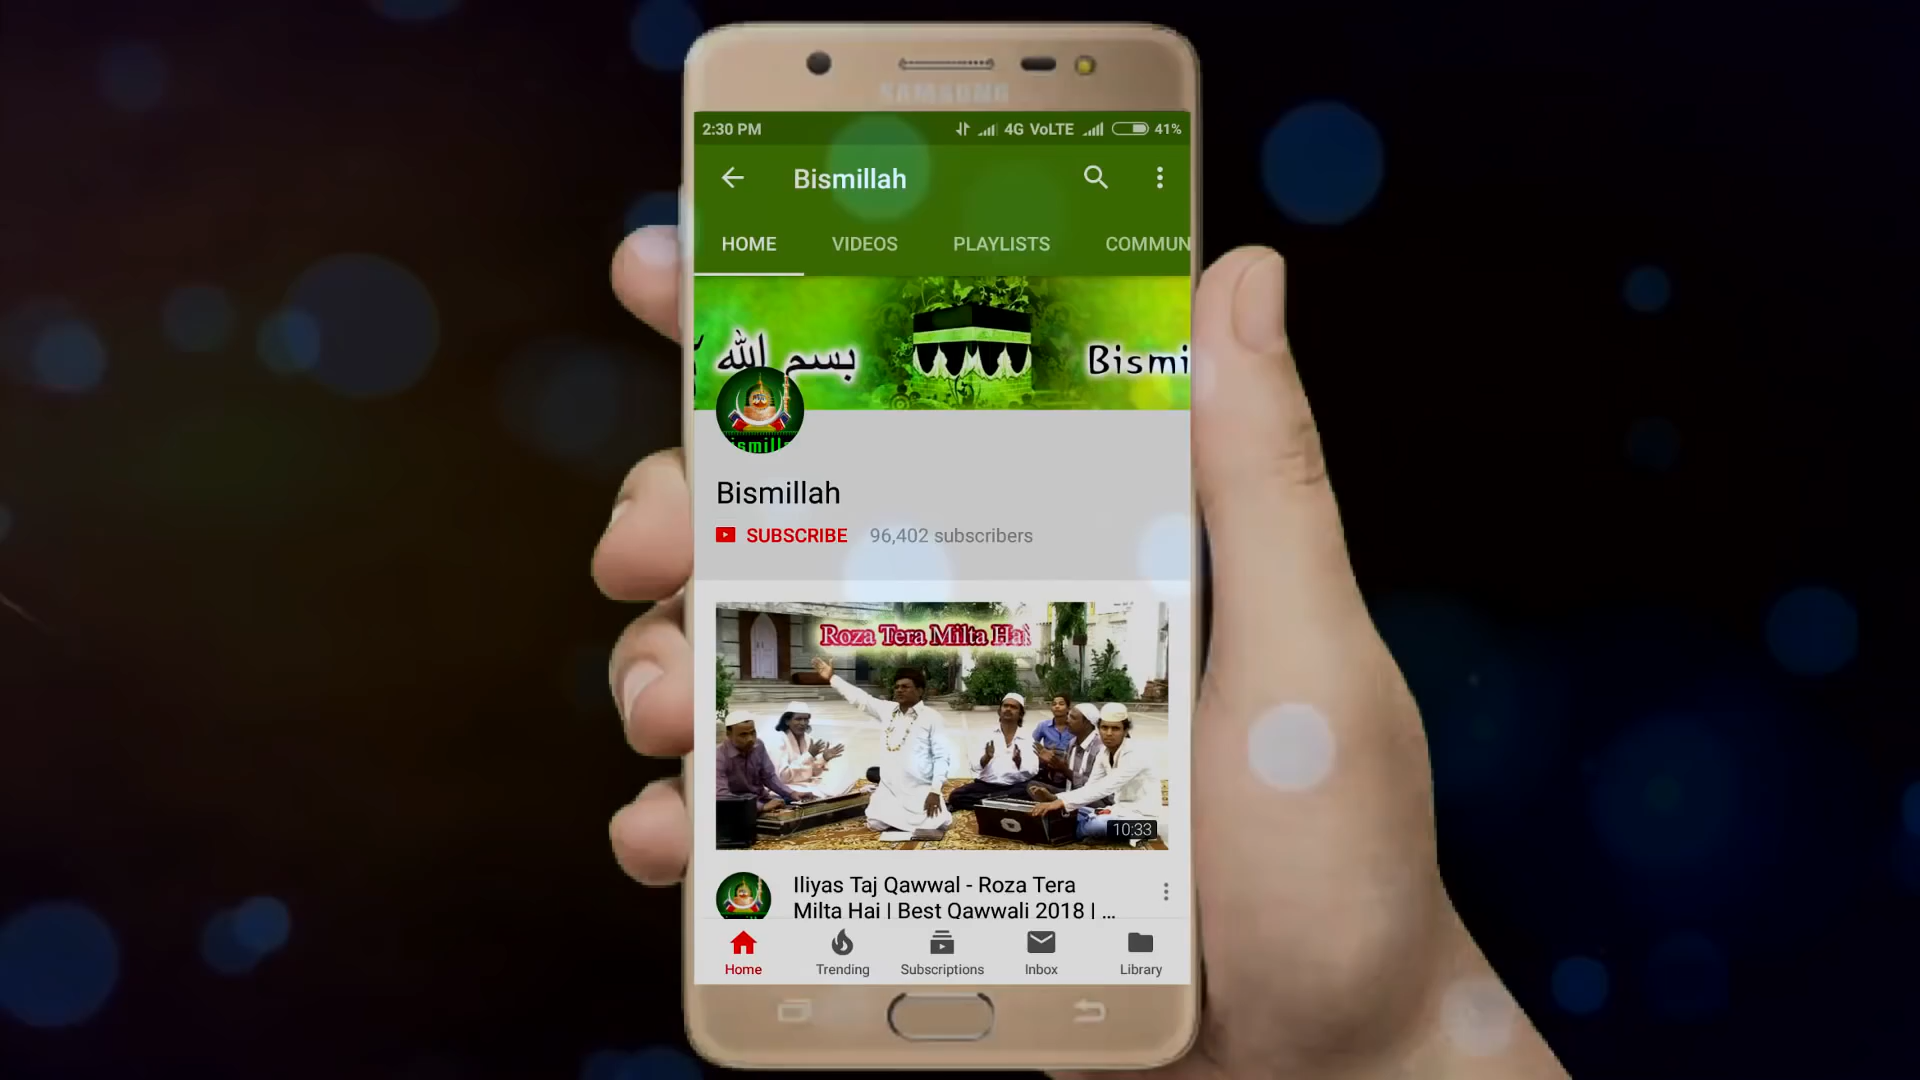 SAMSUNG
2:30 PM 4G VoLTE 41%
Bismillah
HOME VIDEOS PLAYLISTS COMMUN
بسم الله Bismi
Bismillah
SUBSCRIBE 96,402 subscribers
Roza Tera Milta Hai
10:33
Iliyas Taj Qawwal - Roza Tera
Milta Hai | Best Qawwali 2018 | ...
Home Trending Subscriptions Inbox Library